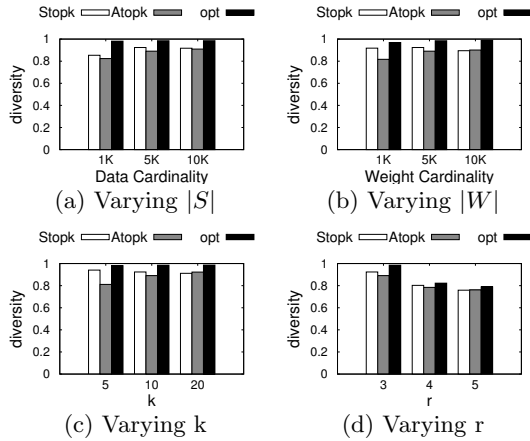 Stopk Atopk opt
diversity
1
0.8
0.6
0.4
0.2
0
1K 5K 10K
Data Cardinality
(a) Varying |S|
Stopk Atopk opt
diversity
1
0.8
0.6
0.4
0.2
0
1K 5K 10K
Weight Cardinality
(b) Varying |W|
Stopk Atopk opt
diversity
1
0.8
0.6
0.4
0.2
0
5 10 20
k
(c) Varying k
Stopk Atopk opt
diversity
1
0.8
0.6
0.4
0.2
0
3 4 5
r
(d) Varying r